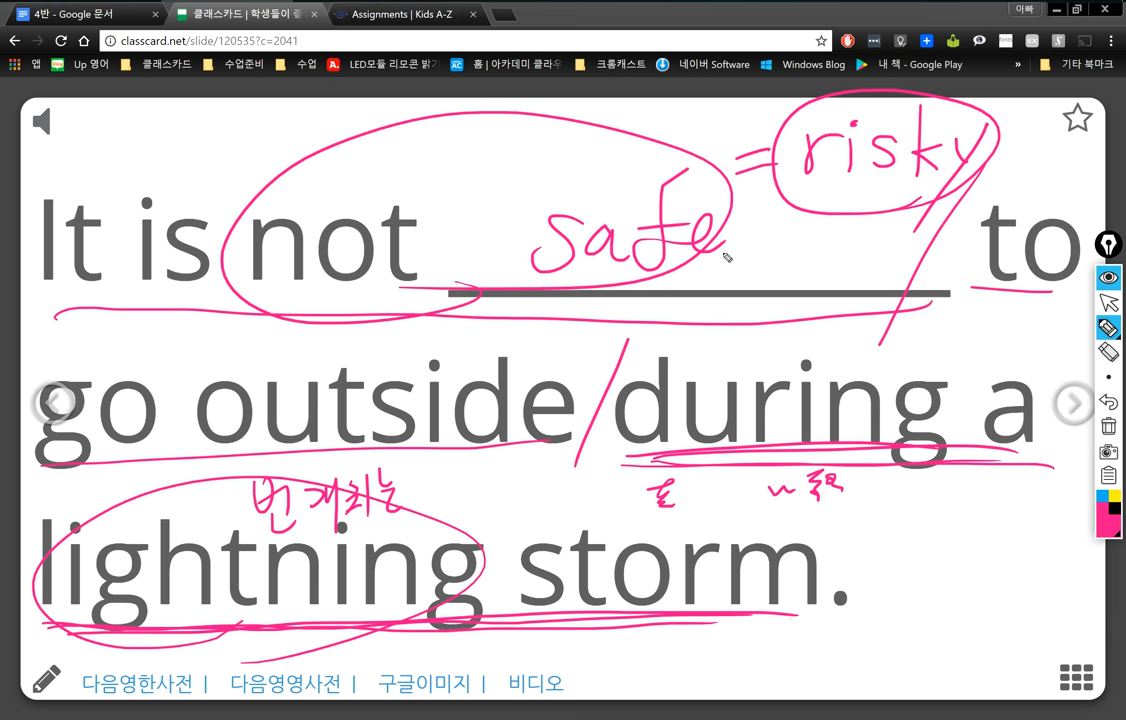 4반 - Google 문서
클래스카드 | 학생들이 좋
Assignments | Kids A-Z
아빠
classcard.net/slide/120535?c=2041
앱 Up 영어 클래스카드 수업준비 수업 LED모듈 리모콘 밝기 홈 | 아카데미 클라우 크롬캐스트 네이버 Software Windows Blog 내 책 - Google Play » 기타 북마크
= risky
It is not safe to
go outside / during a
번개치는
lightning storm.
다음영한사전 | 다음영영사전 | 구글이미지 | 비디오